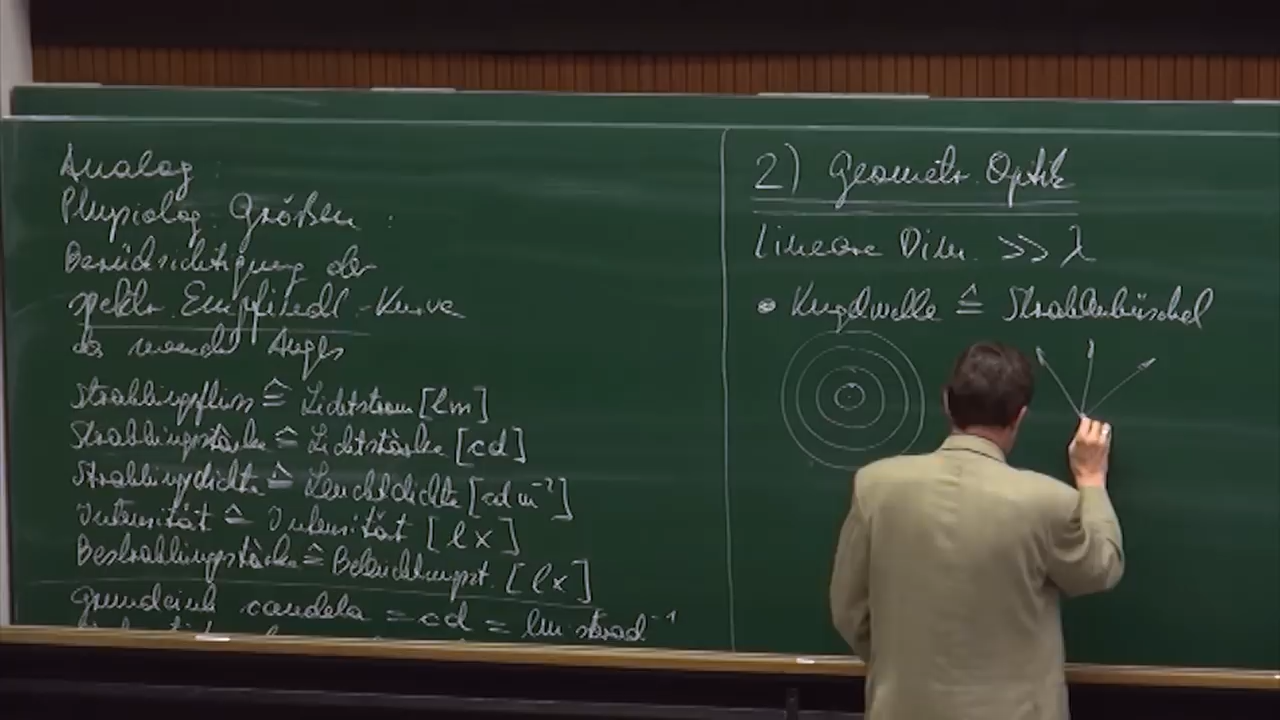 Analog:
Physiolog. Größen:
Berücksichtigung der
spektr. Empfindl.-Kurve
des menschl. Auges
Strahlungsfluss ≙ Lichtstrom [lm]
Strahlungsstärke ≙ Lichtstärke [cd]
Strahlungsdichte ≙ Leuchtdichte [cd m⁻²]
Intensität ≙ Intensität [lx]
Bestrahlungsstärke ≙ Beleuchtungst. [lx]
Grundeinh candela = cd = lm sterad⁻¹
2) Geometr. Optik
Lineare Dim. >> λ
• Kugelwelle ≙ Strahlenbüschel